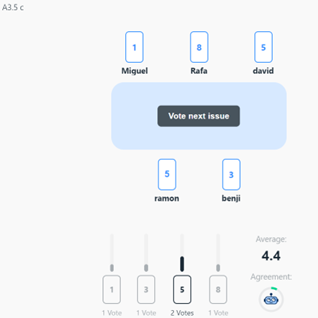 A3.5 c
1 8 5
Miguel Rafa david
Vote next issue
5 3
ramon benji
Average:
4.4
Agreement:
1 3 5 8
1 Vote 1 Vote 2 Votes 1 Vote